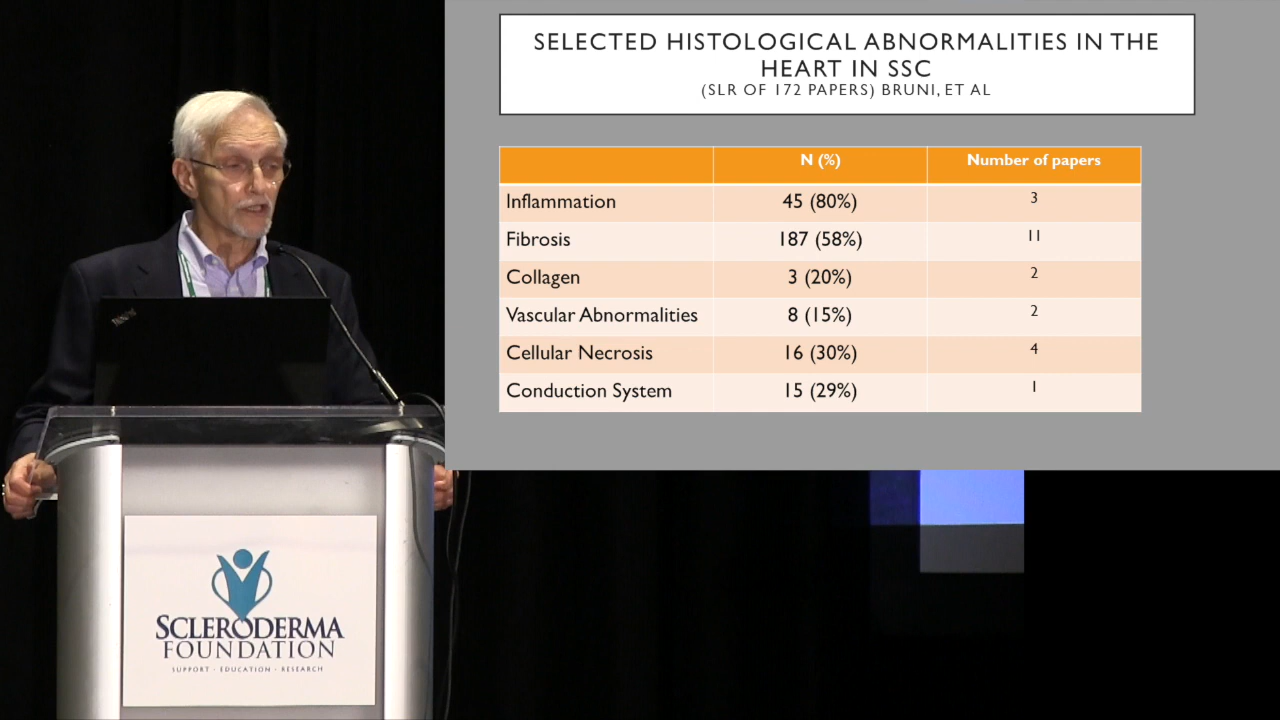 SELECTED HISTOLOGICAL ABNORMALITIES IN THE
HEART IN SSC
(SLR OF 172 PAPERS) BRUNI, ET AL
N (%) Number of papers
Inflammation 45 (80%) 3
Fibrosis 187 (58%) 11
Collagen 3 (20%) 2
Vascular Abnormalities 8 (15%) 2
Cellular Necrosis 16 (30%) 4
Conduction System 15 (29%) 1
ThinkPad
SCLERODERMA
FOUNDATION
SUPPORT · EDUCATION · RESEARCH